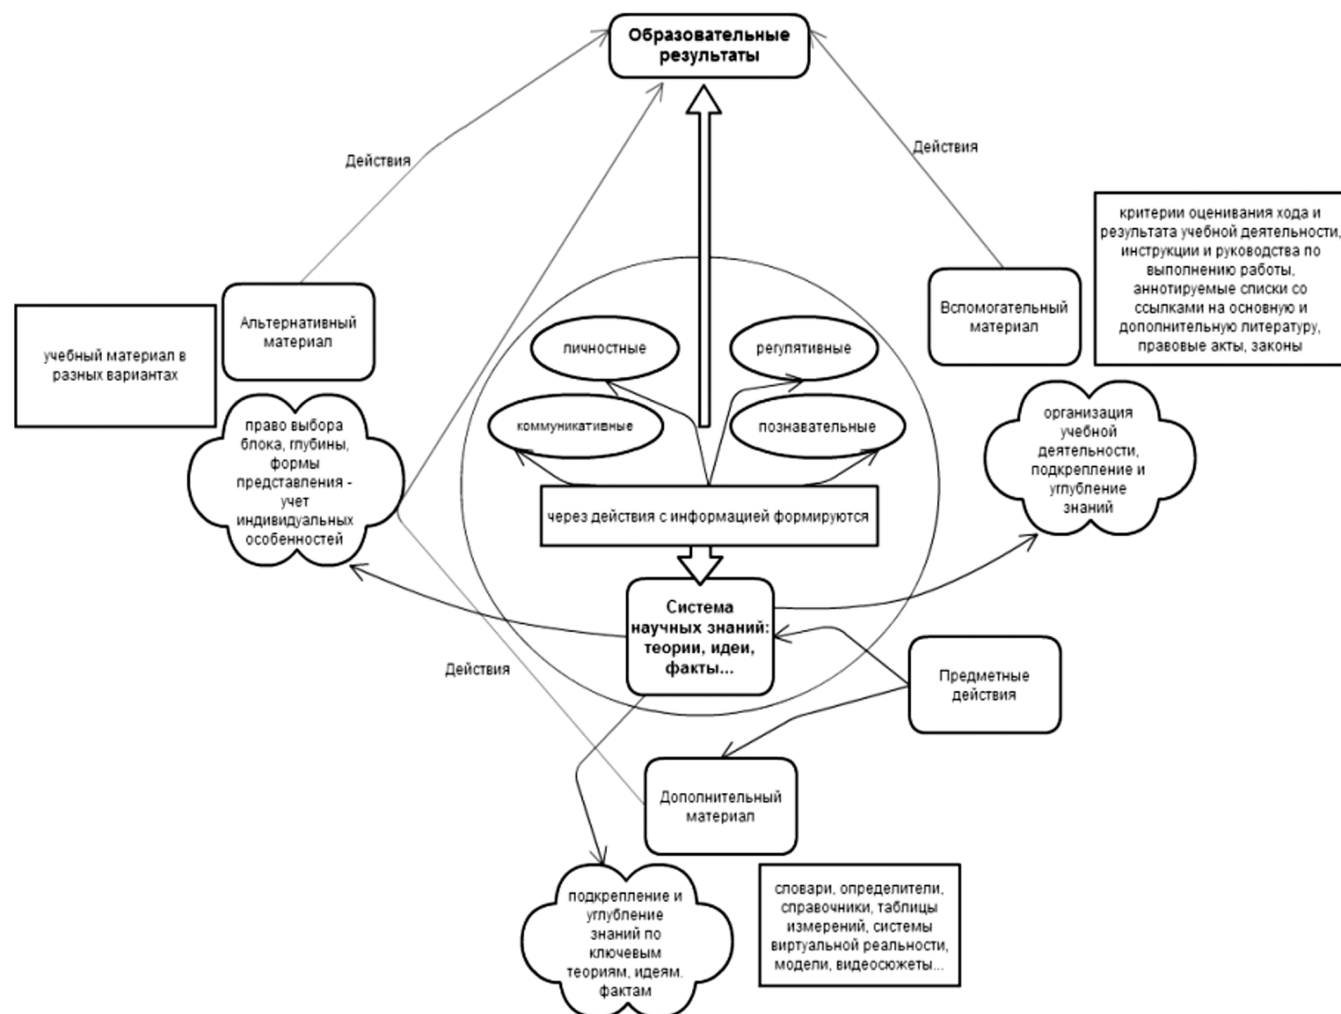 Образовательные
результаты
Действия
Действия
критерии оценивания хода и
результата учебной деятельности,
инструкции и руководства по
выполнению работы,
аннотируемые списки со
ссылками на основную и
дополнительную литературу,
правовые акты, законы
Альтернативный
материал
Вспомогательный
материал
учебный материал в
разных вариантах
личностные
регулятивные
коммуникативные
познавательные
право выбора
блока, глубины,
формы
представления -
учет
индивидуальных
особенностей
организация
учебной
деятельности,
подкрепление и
углубление
знаний
через действия с информацией формируются
Система
научных знаний:
теории, идеи,
факты...
Действия
Предметные
действия
Дополнительный
материал
подкрепление и
углубление
знаний по
ключевым
теориям, идеям.
фактам
словари, определители,
справочники, таблицы
измерений, системы
виртуальной реальности,
модели, видеосюжеты...